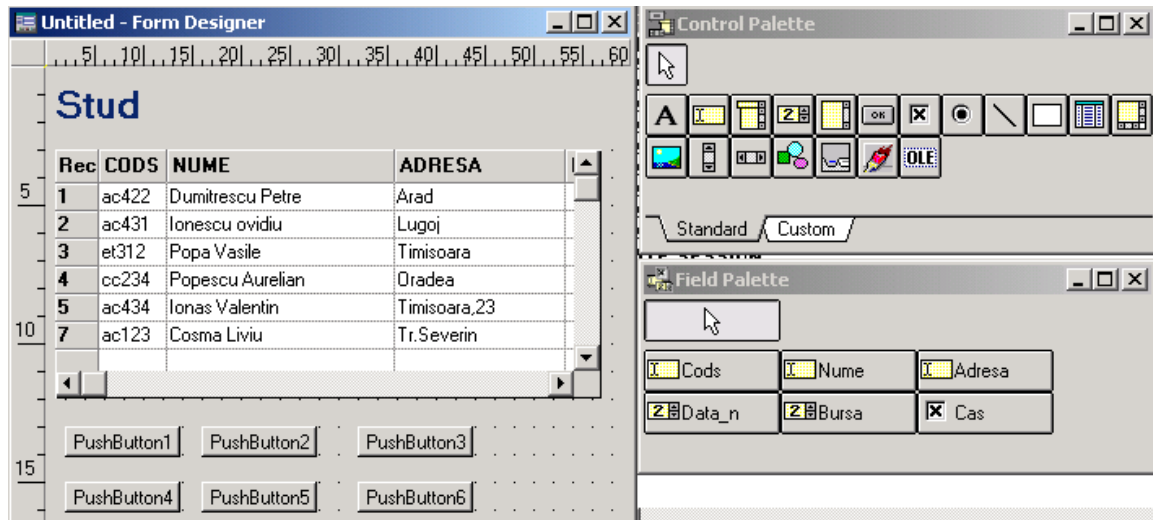 Untitled - Form Designer
5 10 15 20 25 30 35 40 45 50 55 60
Stud
Rec CODS NUME ADRESA
5
1 ac422 Dumitrescu Petre Arad
2 ac431 Ionescu ovidiu Lugoj
3 et312 Popa Vasile Timisoara
4 cc234 Popescu Aurelian Oradea
5 ac434 Ionas Valentin Timisoara,23
10
7 ac123 Cosma Liviu Tr.Severin
PushButton1 PushButton2 PushButton3
15
PushButton4 PushButton5 PushButton6
Control Palette
A 2 OK
OLE
Standard Custom
Field Palette
Cods Nume Adresa
2 Data_n 2 Bursa Cas